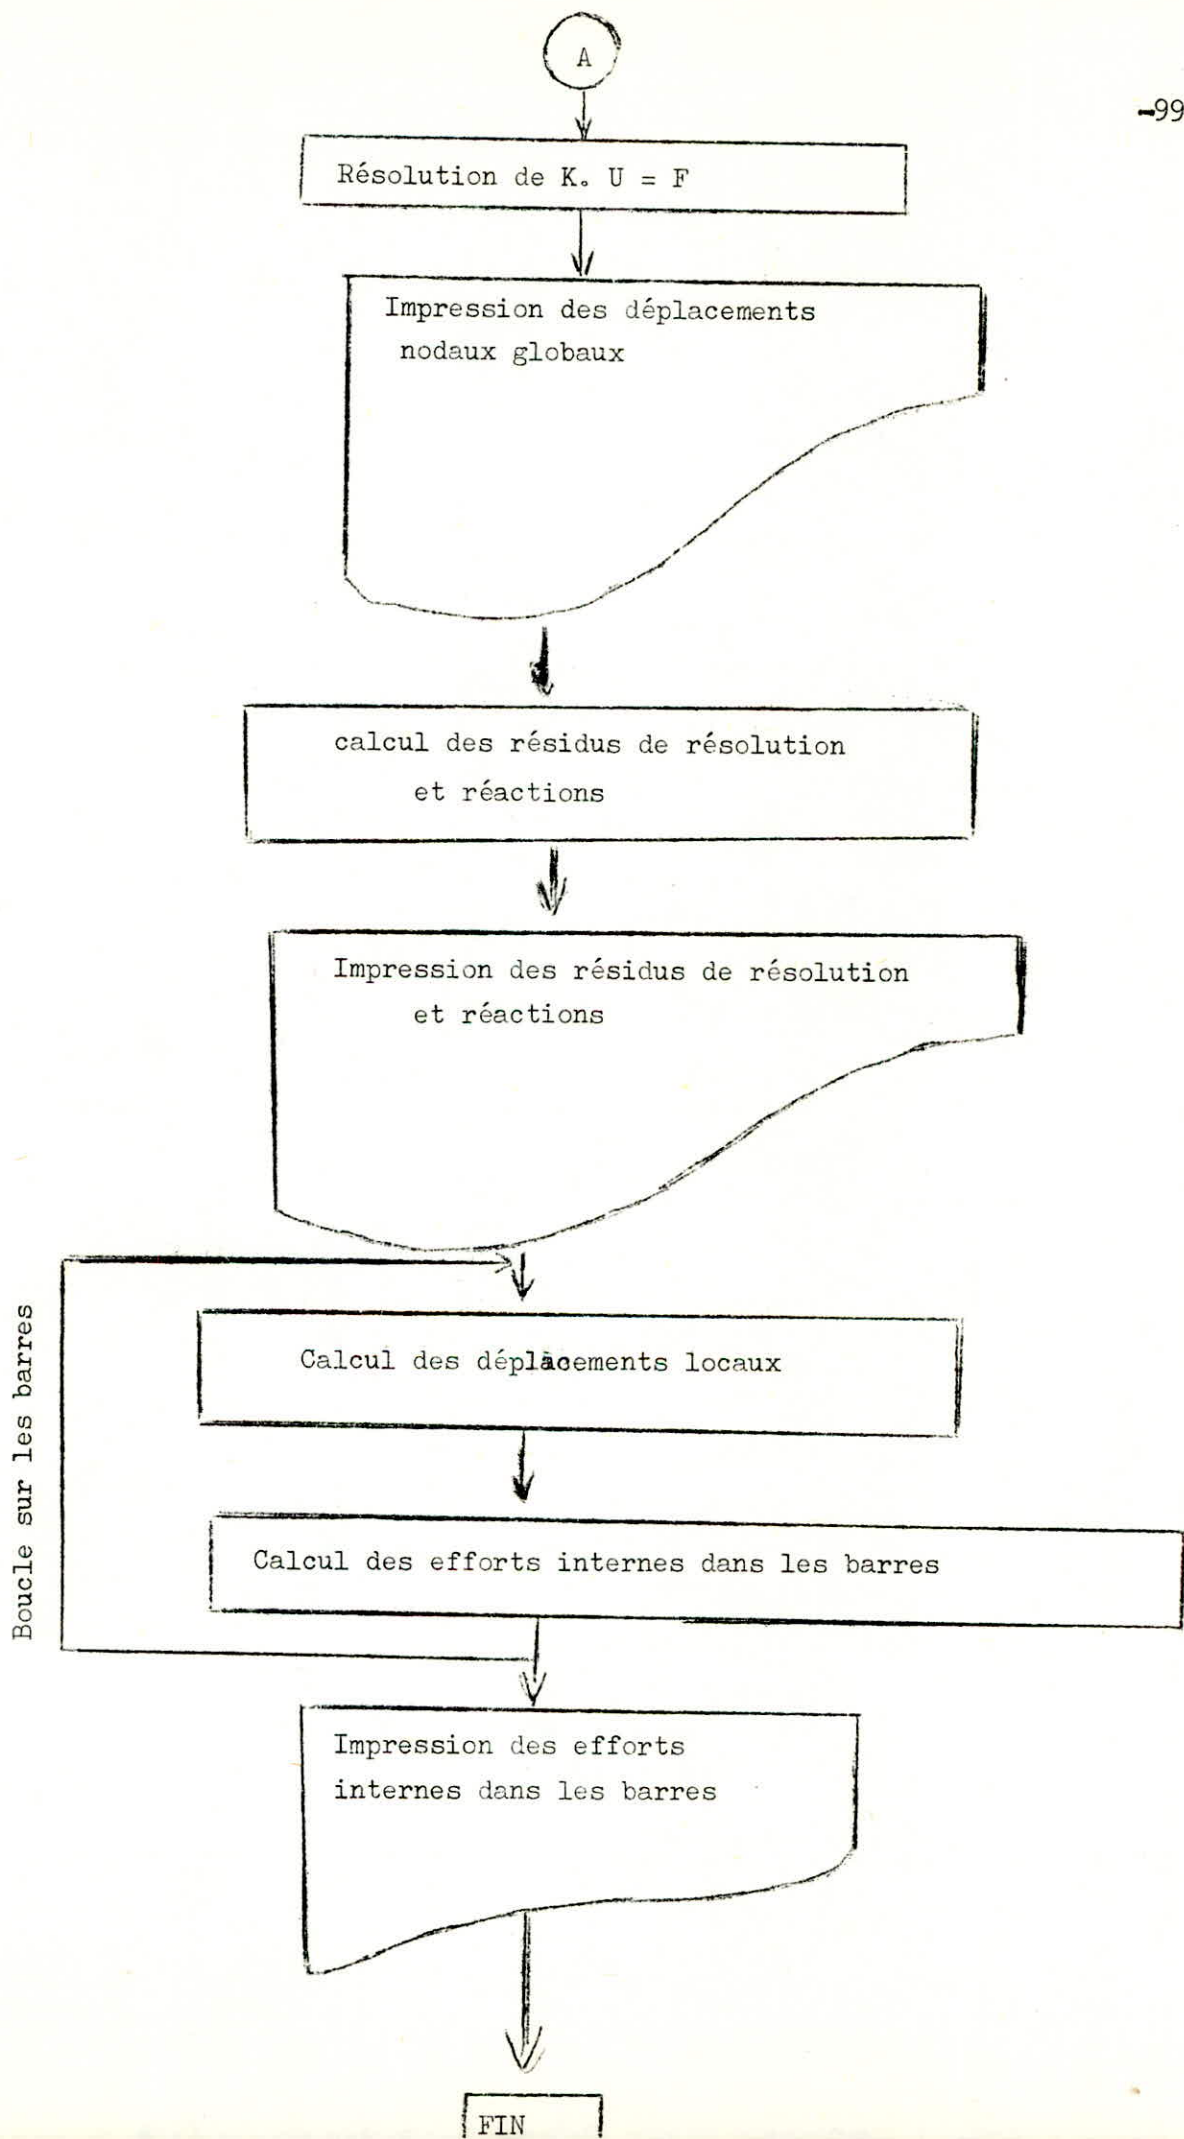 A
-99
Résolution de K. U = F
Impression des déplacements
nodaux globaux
calcul des résidus de résolution
et réactions
Impression des résidus de résolution
et réactions
Boucle sur les barres
Calcul des déplacements locaux
Calcul des efforts internes dans les barres
Impression des efforts
internes dans les barres
FIN